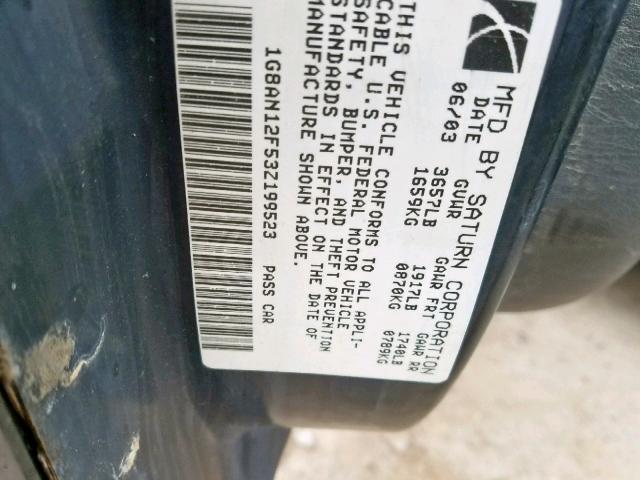 MFD BY SATURN CORPORATION
DATE GVWR GAWR FRT GAWR RR
06/03 3657LB 1917LB 1740LB
1659KG 0870KG 0789KG
THIS VEHICLE CONFORMS TO ALL APPLI-
CABLE U.S. FEDERAL MOTOR VEHICLE
SAFETY, BUMPER, AND THEFT PREVENTION
STANDARDS IN EFFECT ON THE DATE OF
MANUFACTURE SHOWN ABOVE.
1G8AN12F53Z199523 PASS CAR